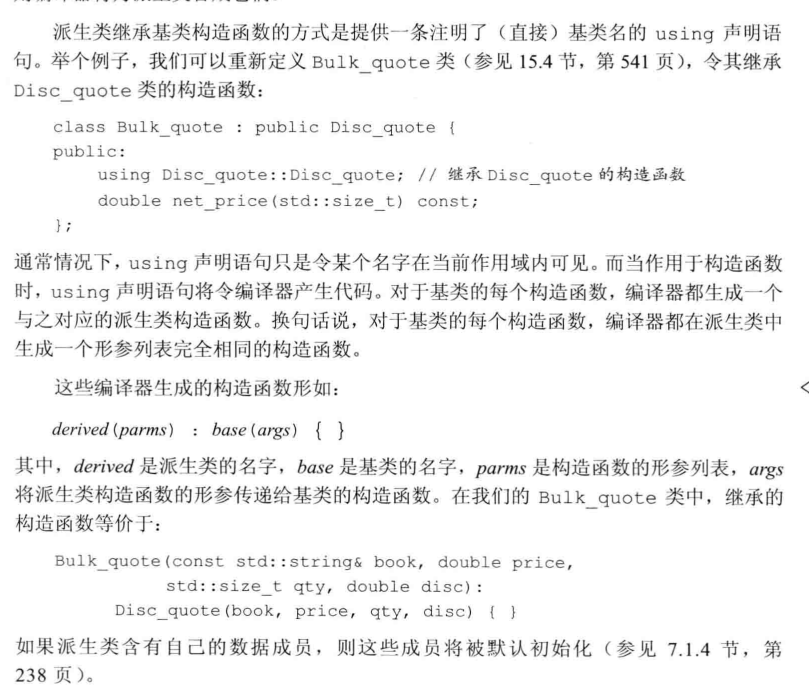 派生类继承基类构造函数的方式是提供一条注明了（直接）基类名的 using 声明语
句。举个例子，我们可以重新定义 Bulk_quote 类（参见 15.4 节，第 541 页），令其继承
Disc_quote 类的构造函数：
class Bulk_quote : public Disc_quote {
public:
using Disc_quote::Disc_quote; // 继承 Disc_quote 的构造函数
double net_price(std::size_t) const;
};
通常情况下，using 声明语句只是令某个名字在当前作用域内可见。而当作用于构造函数
时，using 声明语句将令编译器产生代码。对于基类的每个构造函数，编译器都生成一个
与之对应的派生类构造函数。换句话说，对于基类的每个构造函数，编译器都在派生类中
生成一个形参列表完全相同的构造函数。
这些编译器生成的构造函数形如：
derived(parms) : base(args) { }
其中，derived 是派生类的名字，base 是基类的名字，parms 是构造函数的形参列表，args
将派生类构造函数的形参传递给基类的构造函数。在我们的 Bulk_quote 类中，继承的
构造函数等价于：
Bulk_quote(const std::string& book, double price,
std::size_t qty, double disc):
Disc_quote(book, price, qty, disc) { }
如果派生类含有自己的数据成员，则这些成员将被默认初始化（参见 7.1.4 节，第
238 页）。